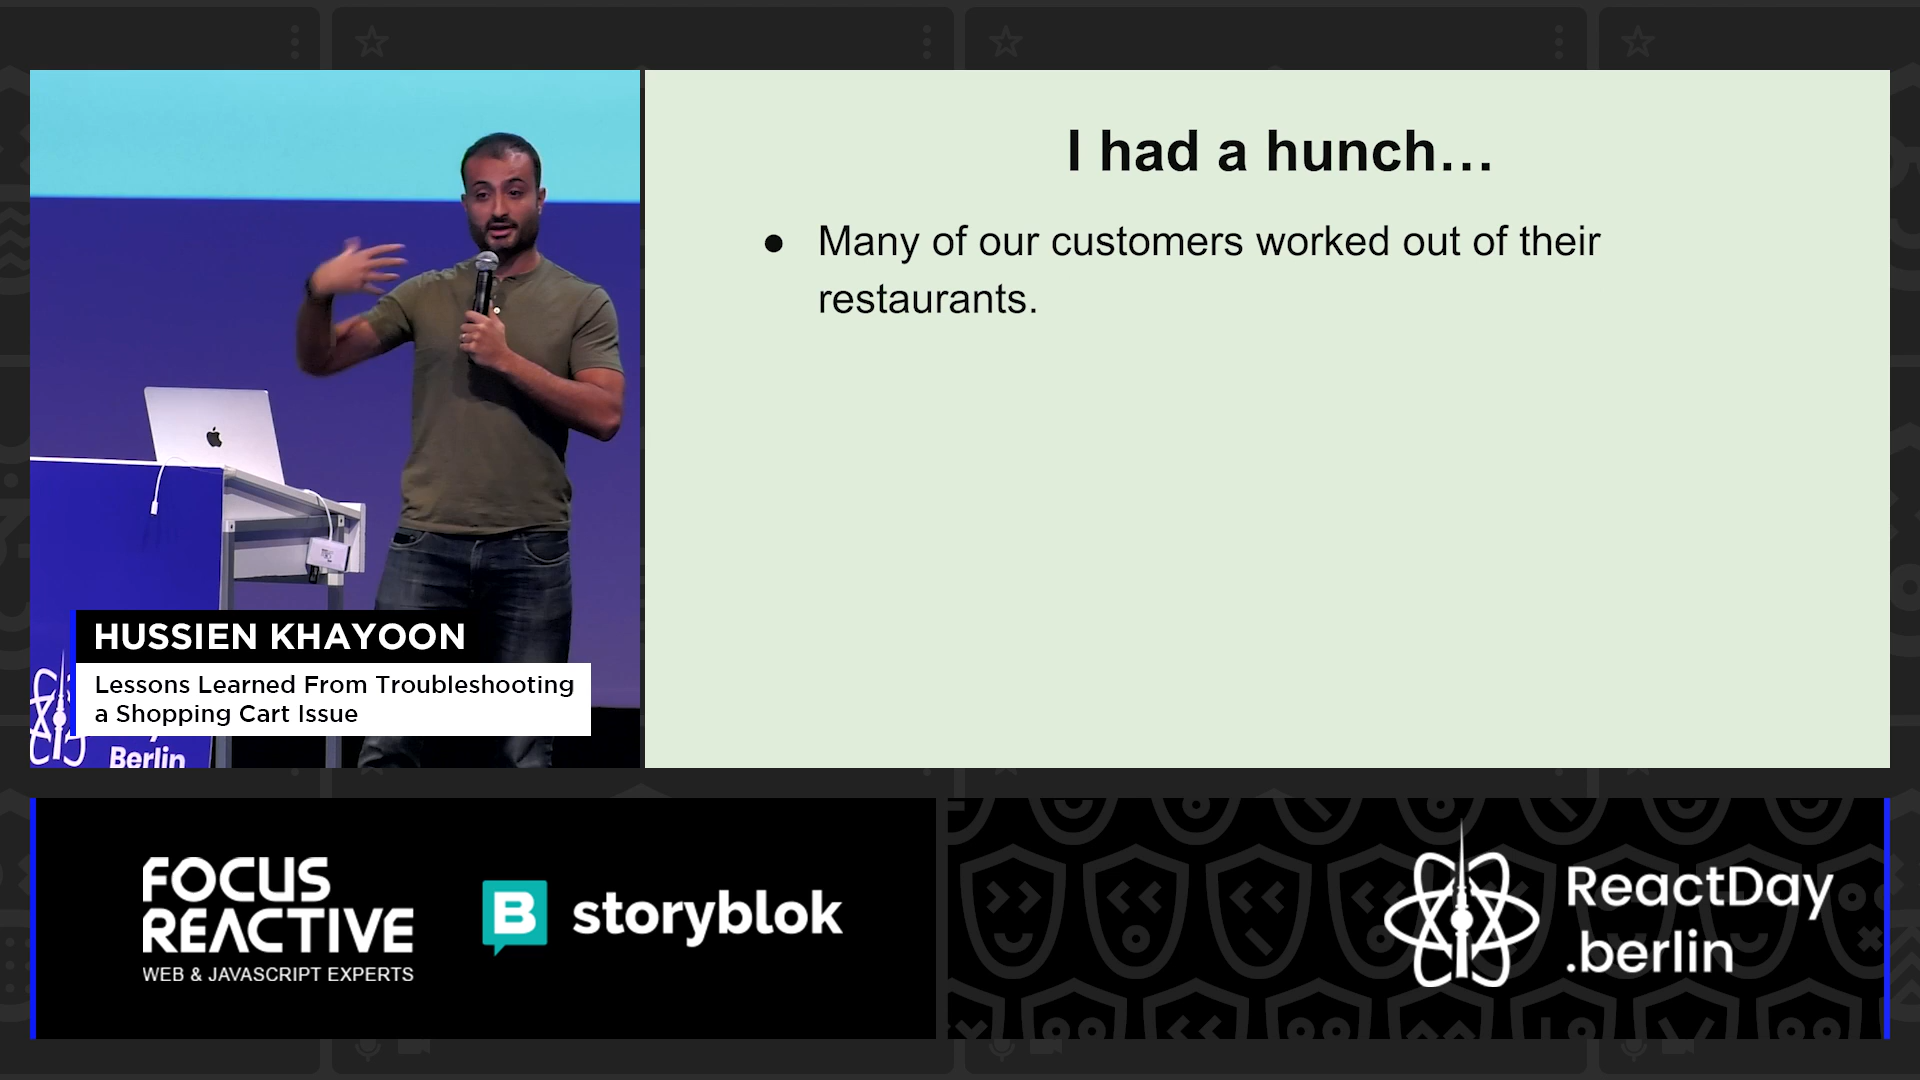 I had a hunch…
● Many of our customers worked out of their
restaurants.
HUSSIEN KHAYOON
Lessons Learned From Troubleshooting
a Shopping Cart Issue
Berlin
FOCUS
REACTIVE
WEB & JAVASCRIPT EXPERTS
B storyblok
ReactDay
.berlin